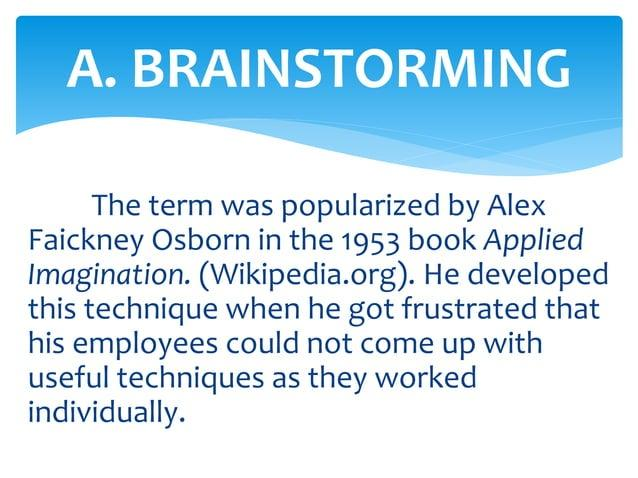 A. BRAINSTORMING
The term was popularized by Alex
Faickney Osborn in the 1953 book Applied
Imagination. (Wikipedia.org). He developed
this technique when he got frustrated that
his employees could not come up with
useful techniques as they worked
individually.